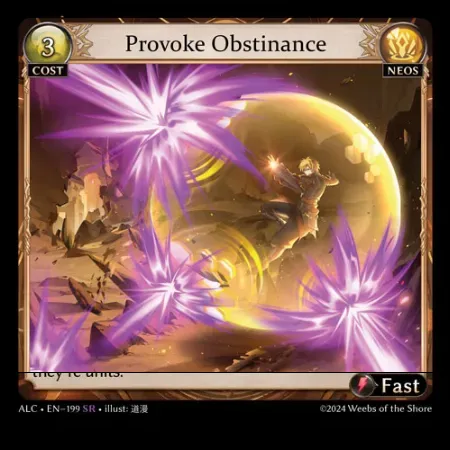 3
Provoke Obstinance
COST
NEOS
they're units.
Fast
ALC • EN–199 SR • illust: 道漫
©2024 Weebs of the Shore